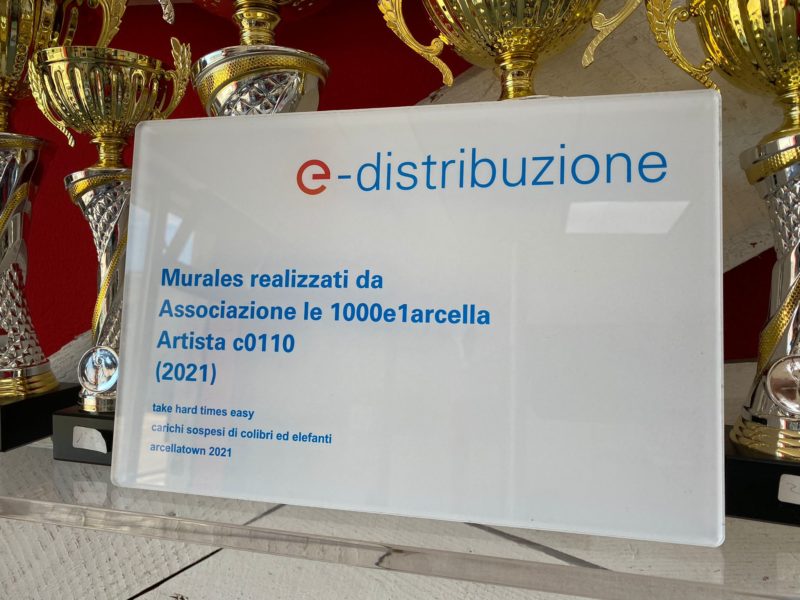 e-distribuzione
Murales realizzati da
Associazione le 1000e1arcella
Artista c0110
(2021)
take hard times easy
carichi sospesi di colibri ed elefanti
arcellatown 2021